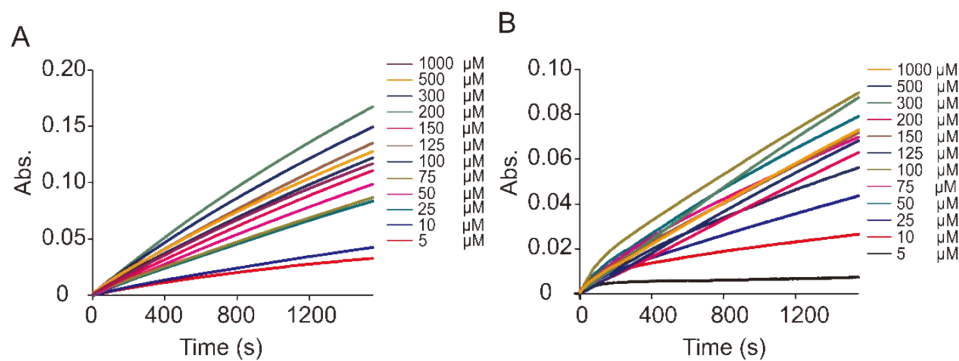 A
Abs.
0.20
0.15
0.10
0.05
0
0 400 800 1200
Time (s)
1000 µM
500 µM
300 µM
200 µM
150 µM
125 µM
100 µM
75 µM
50 µM
25 µM
10 µM
5 µM
B
Abs.
0.10
0.08
0.06
0.04
0.02
0
0 400 800 1200
Time (s)
1000 µM
500 µM
300 µM
200 µM
150 µM
125 µM
100 µM
75 µM
50 µM
25 µM
10 µM
5 µM